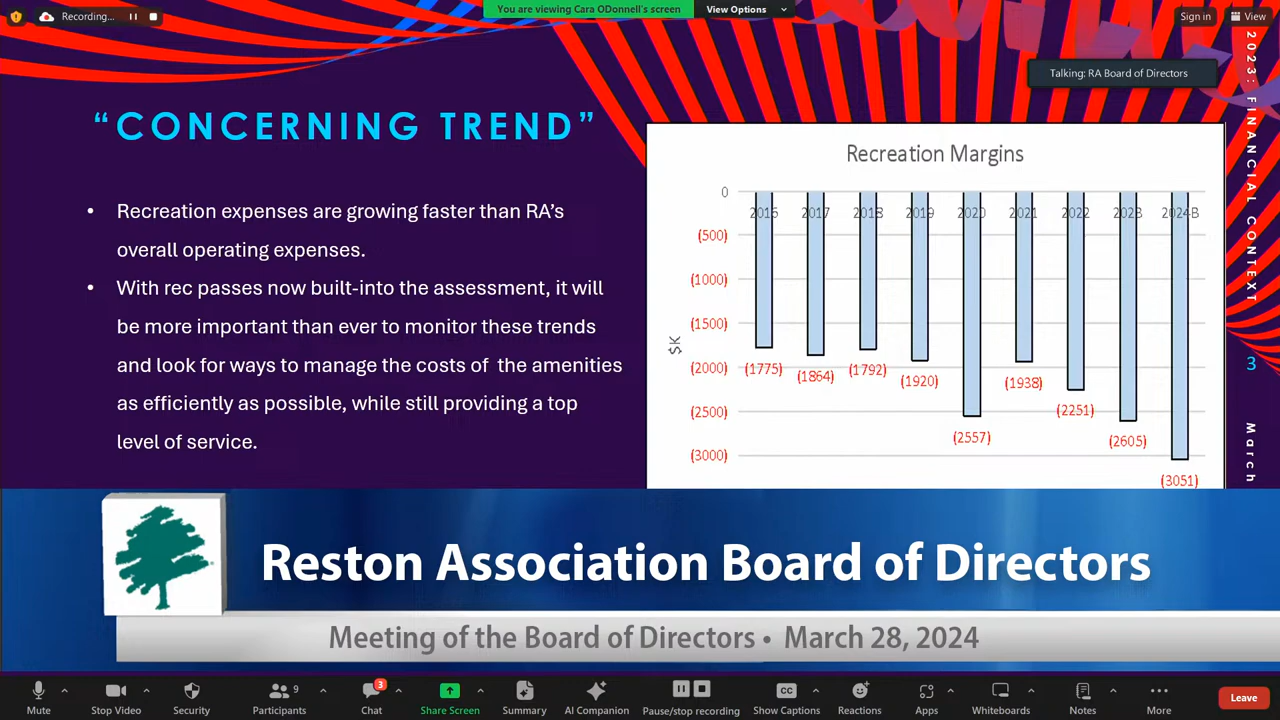 Recording...
You are viewing Cara ODonnell's screen
View Options
Sign in
View
Talking: RA Board of Directors
“CONCERNING TREND”
• Recreation expenses are growing faster than RA’s
overall operating expenses.
• With rec passes now built-into the assessment, it will
be more important than ever to monitor these trends
and look for ways to manage the costs of the amenities
as efficiently as possible, while still providing a top
level of service.
Recreation Margins
$K
0
(500)
(1000)
(1500)
(2000)
(2500)
(3000)
2016 2017 2018 2019 2020 2021 2022 2023 2024B
(1775) (1864) (1792) (1920) (2557) (1938) (2251) (2605) (3051)
2023: FINANCIAL CONTEXT
3
March
Reston Association Board of Directors
Meeting of the Board of Directors • March 28, 2024
Mute
Stop Video
Security
9
Participants
3
Chat
Share Screen
Summary
AI Companion
Pause/stop recording
CC
Show Captions
Reactions
Apps
Whiteboards
Notes
More
Leave